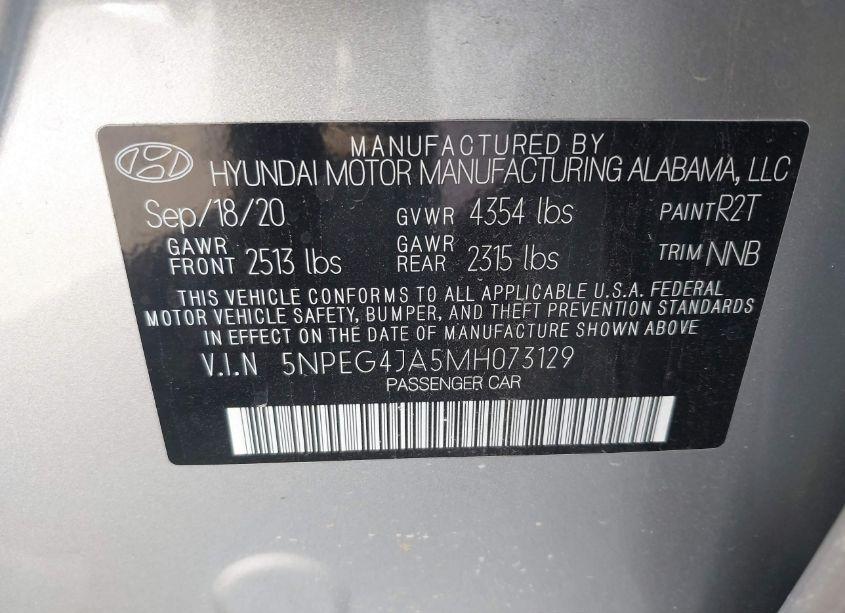 MANUFACTURED BY
HYUNDAI MOTOR MANUFACTURING ALABAMA, LLC
Sep/18/20 GVWR 4354 lbs PAINT R2T
GAWR FRONT 2513 lbs GAWR REAR 2315 lbs TRIM NNB
THIS VEHICLE CONFORMS TO ALL APPLICABLE U.S.A. FEDERAL
MOTOR VEHICLE SAFETY, BUMPER, AND THEFT PREVENTION STANDARDS
IN EFFECT ON THE DATE OF MANUFACTURE SHOWN ABOVE
V.I.N 5NPEG4JA5MH073129
PASSENGER CAR